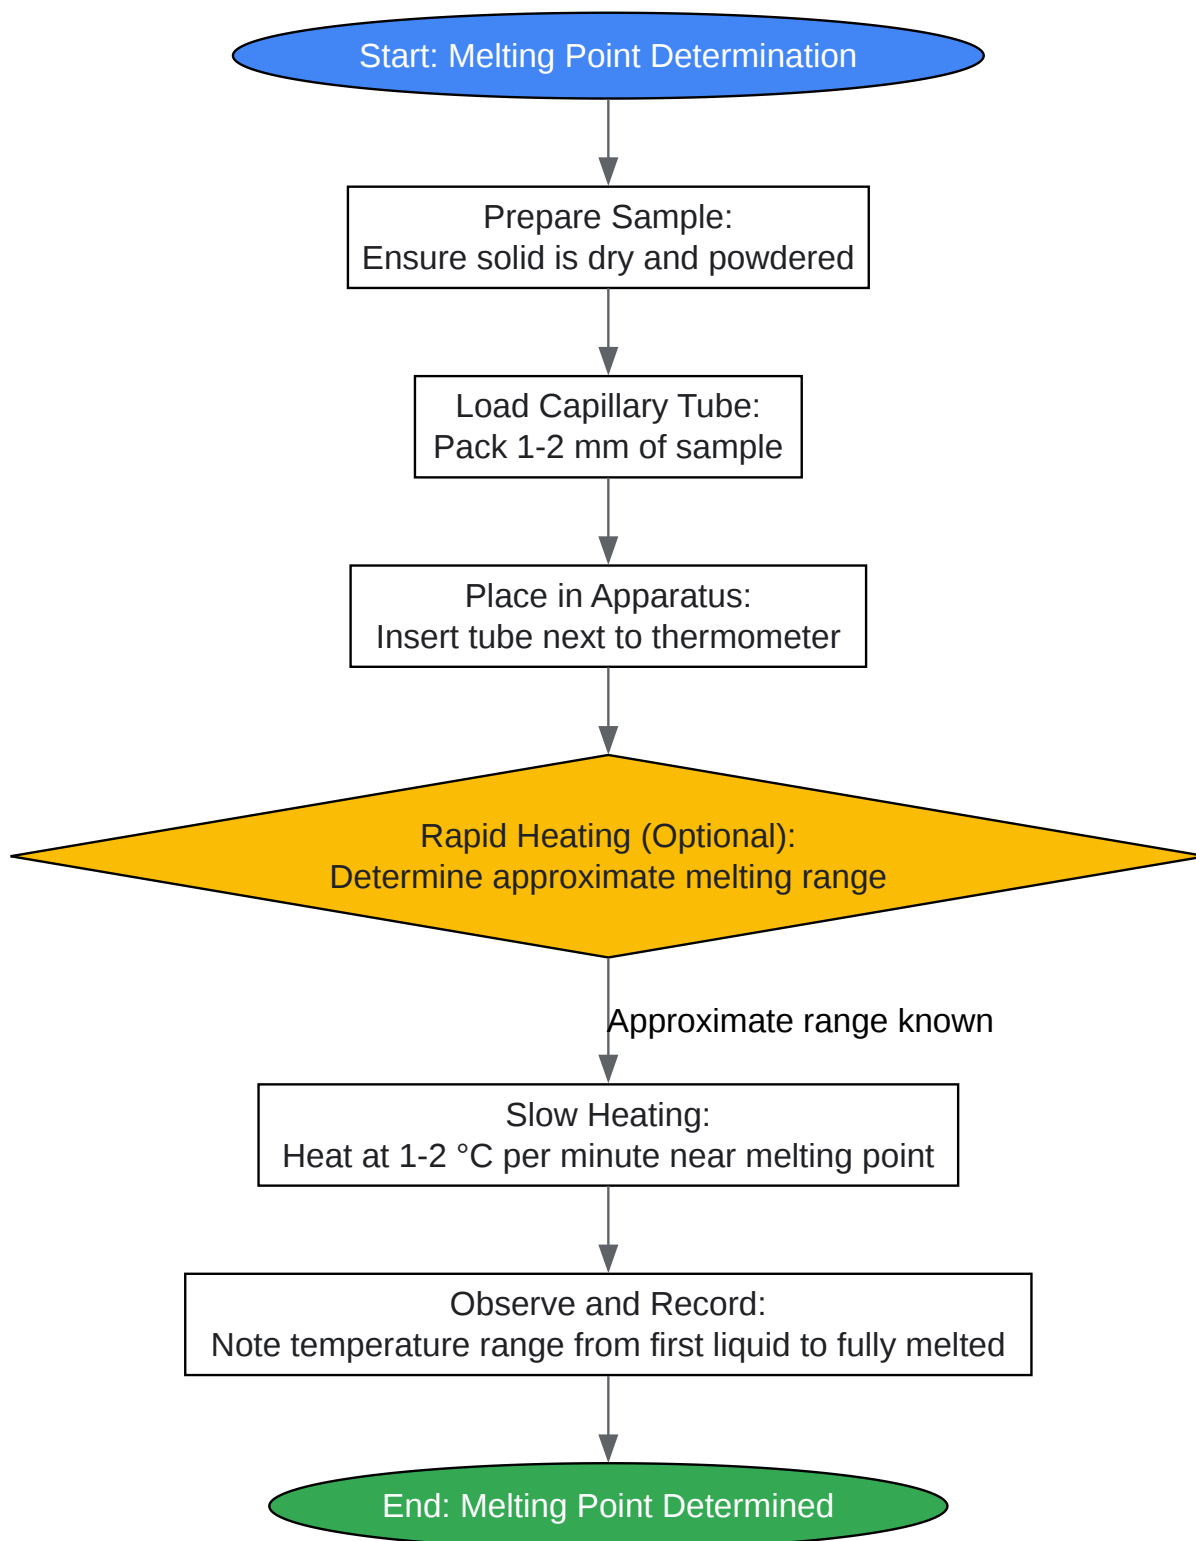 Start: Melting Point Determination
Prepare Sample:
Ensure solid is dry and powdered
Load Capillary Tube:
Pack 1-2 mm of sample
Place in Apparatus:
Insert tube next to thermometer
Rapid Heating (Optional):
Determine approximate melting range
Approximate range known
Slow Heating:
Heat at 1-2 °C per minute near melting point
Observe and Record:
Note temperature range from first liquid to fully melted
End: Melting Point Determined